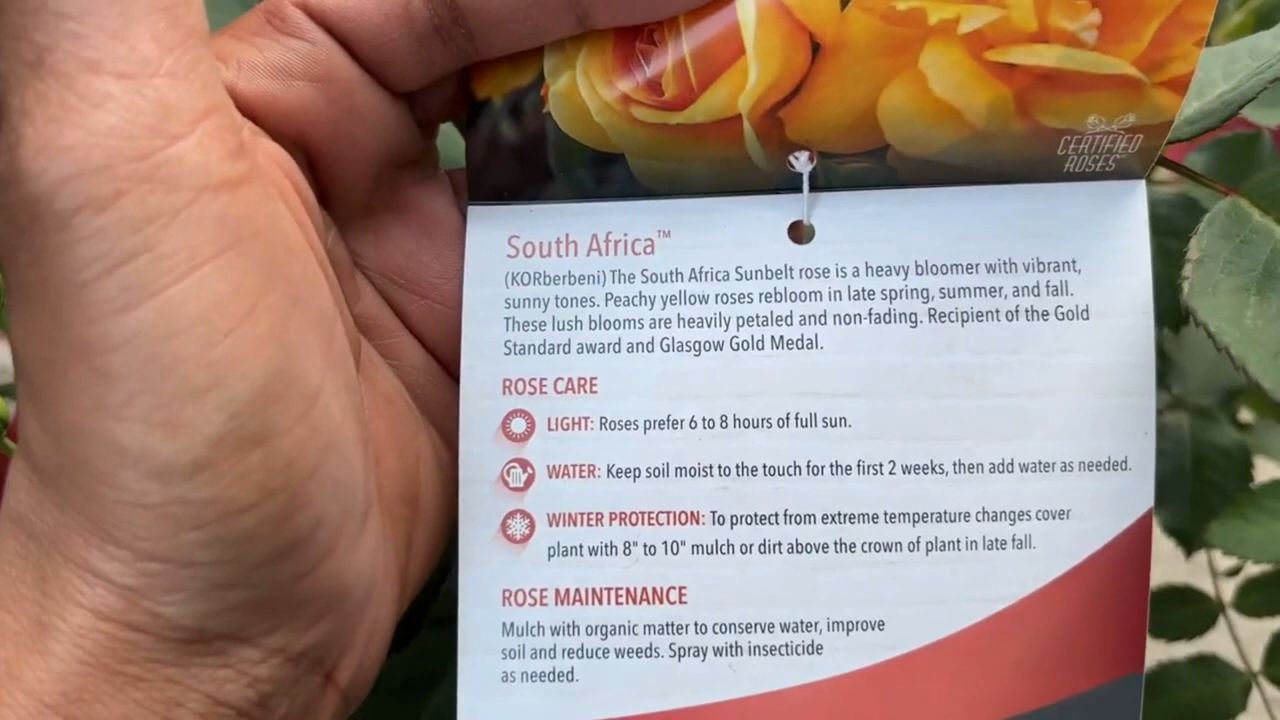 CERTIFIED
ROSES™
South Africa™
(KORberbeni) The South Africa Sunbelt rose is a heavy bloomer with vibrant,
sunny tones. Peachy yellow roses rebloom in late spring, summer, and fall.
These lush blooms are heavily petaled and non-fading. Recipient of the Gold
Standard award and Glasgow Gold Medal.
ROSE CARE
LIGHT: Roses prefer 6 to 8 hours of full sun.
WATER: Keep soil moist to the touch for the first 2 weeks, then add water as needed.
WINTER PROTECTION: To protect from extreme temperature changes cover
plant with 8" to 10" mulch or dirt above the crown of plant in late fall.
ROSE MAINTENANCE
Mulch with organic matter to conserve water, improve
soil and reduce weeds. Spray with insecticide
as needed.